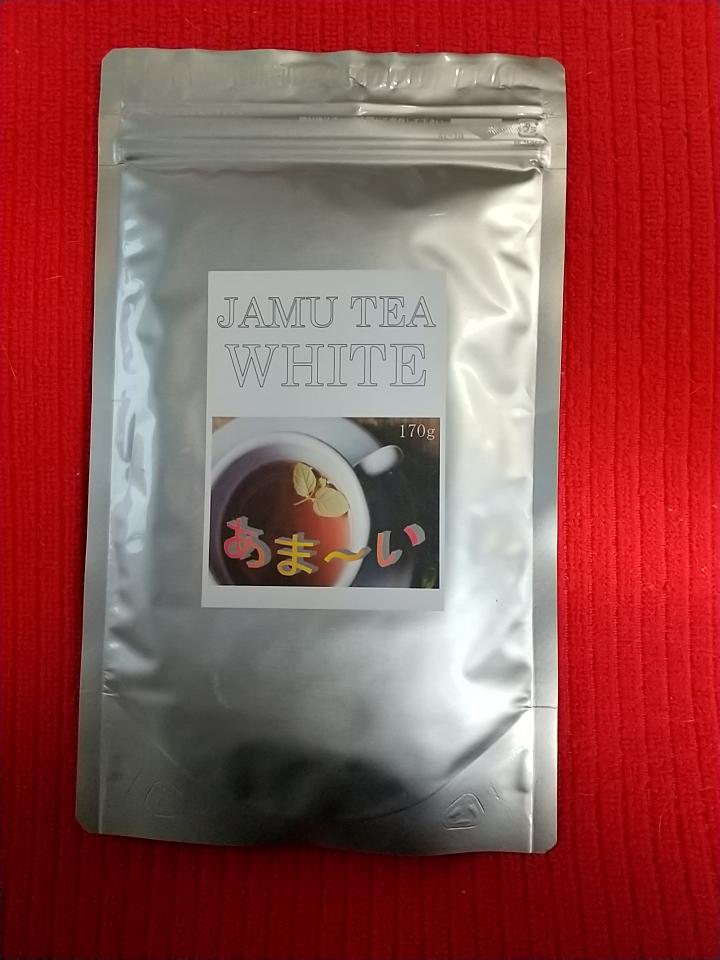 JAMU TEA
WHITE
170g
あま～い